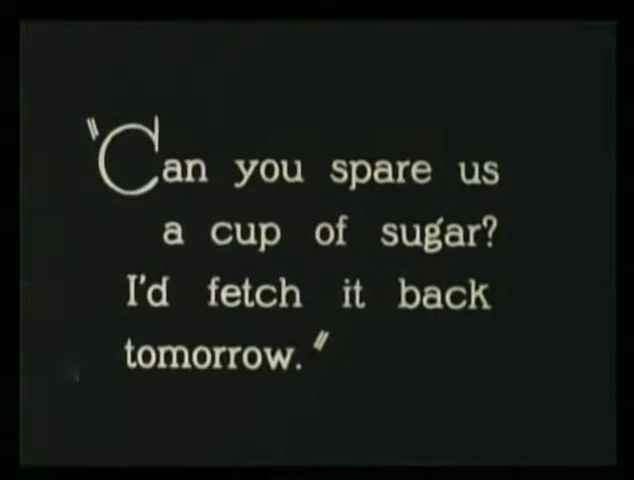 "Can you spare us
a cup of sugar?
I'd fetch it back
tomorrow."